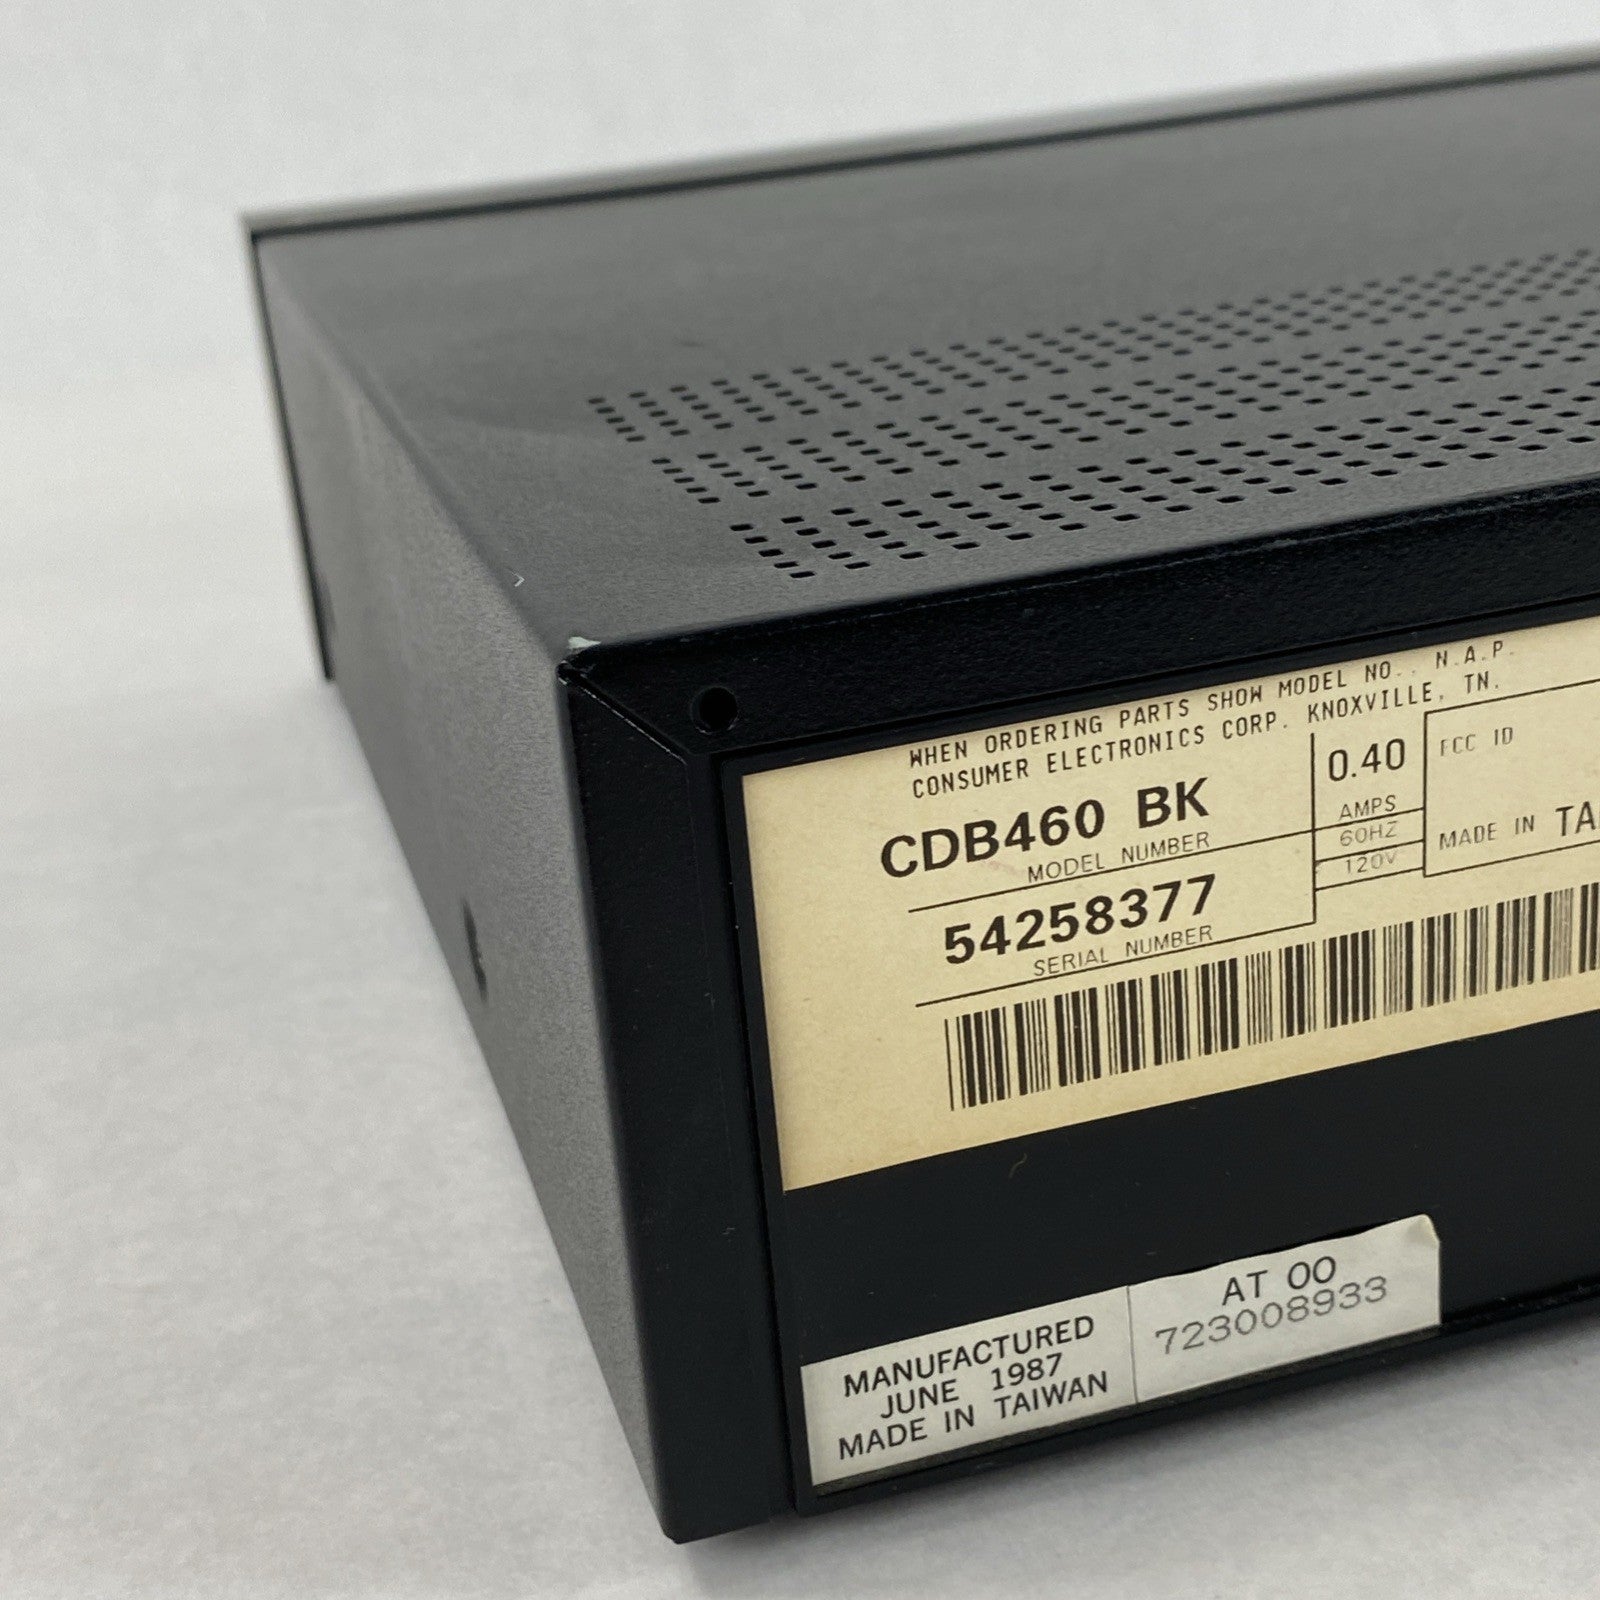 WHEN ORDERING PARTS SHOW MODEL NO.. N.A.P.
CONSUMER ELECTRONICS CORP. KNOXVILLE, TN.
CDB460 BK
MODEL NUMBER
54258377
SERIAL NUMBER
0.40
AMPS
60HZ
120V
FCC ID
MADE IN TA
AT 00
723008933
MANUFACTURED
JUNE 1987
MADE IN TAIWAN